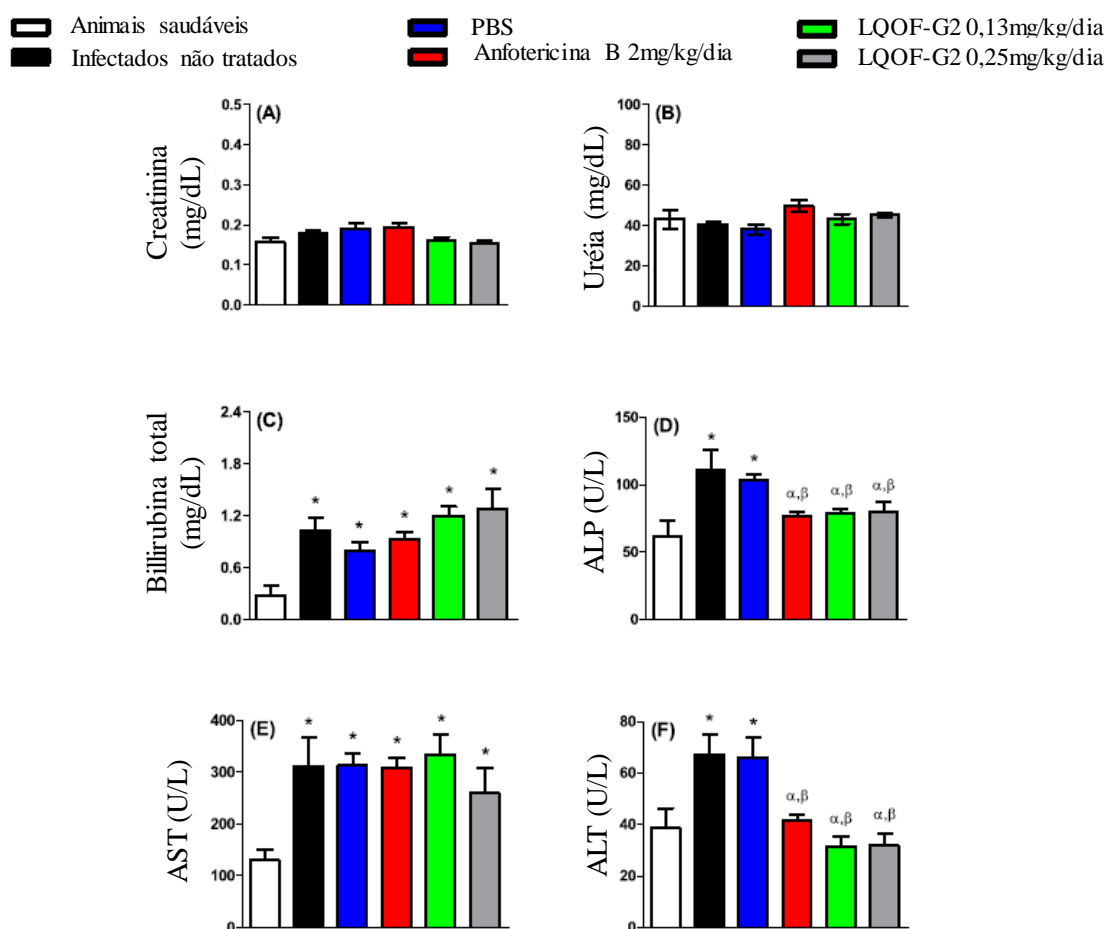 Animais saudáveis
PBS
LQOF-G2 0,13mg/kg/dia
Infectados não tratados
Anfotericina B 2mg/kg/dia
LQOF-G2 0,25mg/kg/dia
Creatinina
(mg/dL)
(A)
0.5
0.4
0.3
0.2
0.1
0.0
Uréia (mg/dL)
(B)
100
80
60
40
20
0
Billirubina total
(mg/dL)
(C)
2.4
1.8
1.2
0.6
0.0
* * * * *
ALP (U/L)
(D)
150
100
50
0
* * α,β α,β α,β
AST (U/L)
(E)
400
300
200
100
0
* * * * *
ALT (U/L)
(F)
80
60
40
20
0
* * α,β α,β α,β